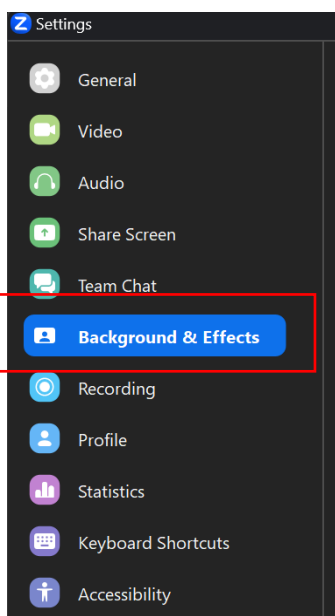 Settings
General
Video
Audio
Share Screen
Team Chat
Background & Effects
Recording
Profile
Statistics
Keyboard Shortcuts
Accessibility